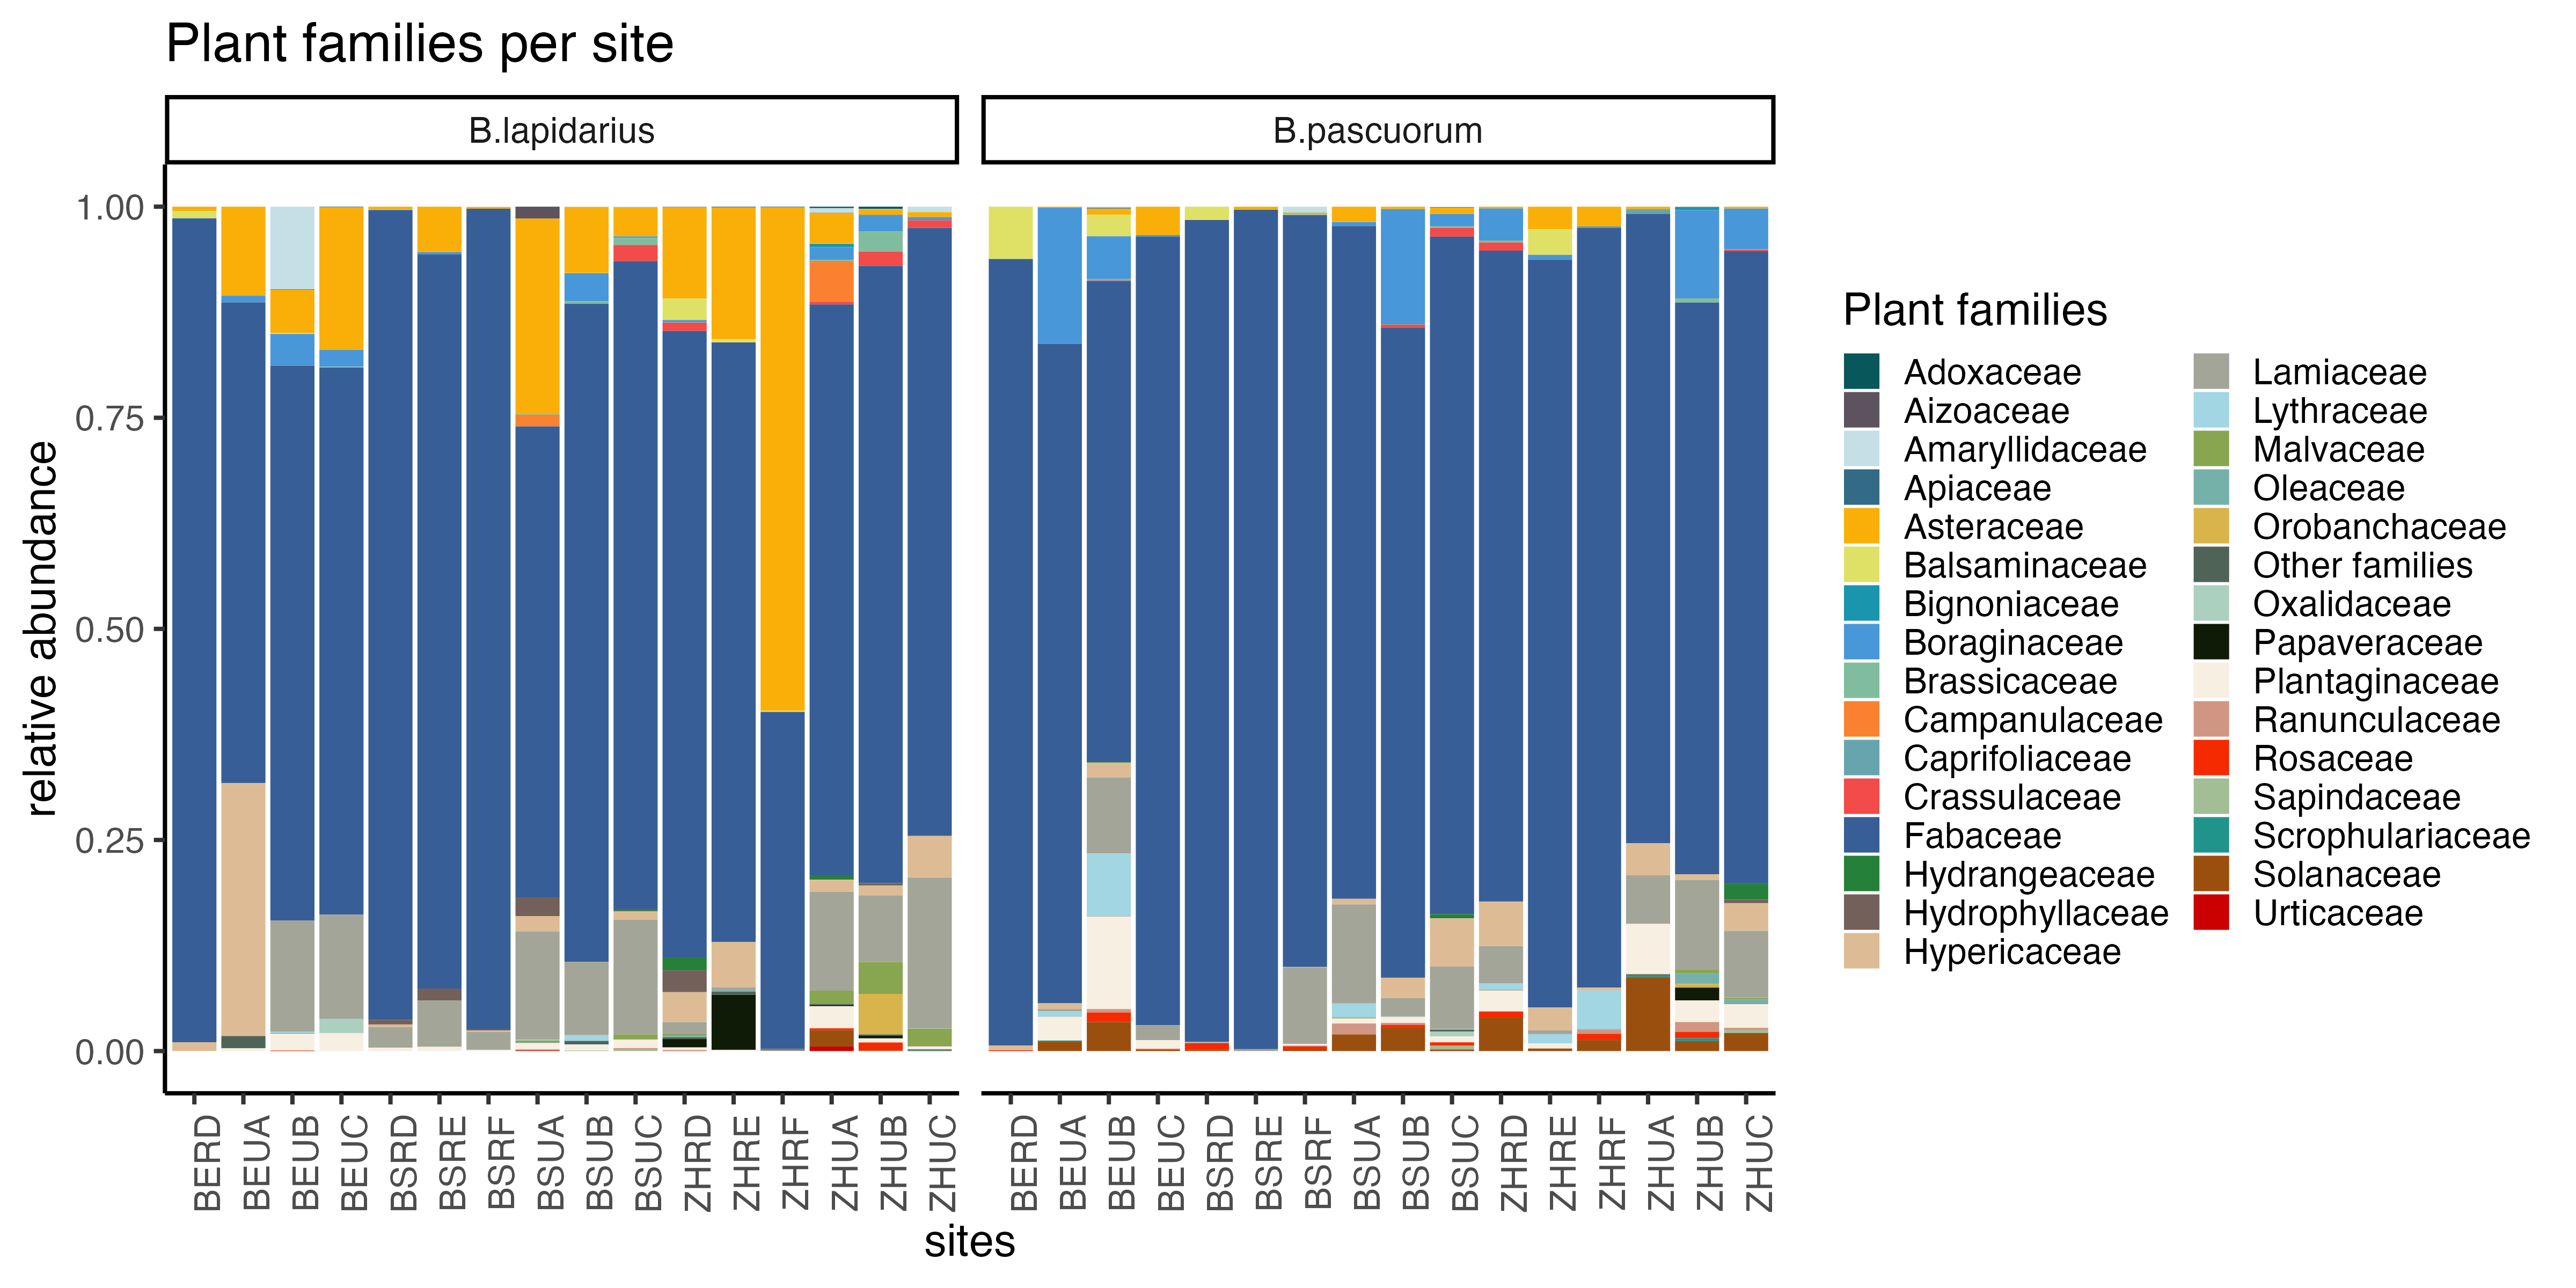 Plant families per site
B.lapidarius
B.pascuorum
relative abundance
1.00
0.75
0.50
0.25
0.00
BERD
BEUA
BEUB
BEUC
BSRD
BSRE
BSRF
BSUA
BSUB
BSUC
ZHRD
ZHRE
ZHRF
ZHUA
ZHUB
ZHUC
BERD
BEUA
BEUB
BEUC
BSRD
BSRE
BSRF
BSUA
BSUB
BSUC
ZHRD
ZHRE
ZHRF
ZHUA
ZHUB
ZHUC
sites
Plant families
Adoxaceae
Aizoaceae
Amaryllidaceae
Apiaceae
Asteraceae
Balsaminaceae
Bignoniaceae
Boraginaceae
Brassicaceae
Campanulaceae
Caprifoliaceae
Crassulaceae
Fabaceae
Hydrangeaceae
Hydrophyllaceae
Hypericaceae
Lamiaceae
Lythraceae
Malvaceae
Oleaceae
Orobanchaceae
Other families
Oxalidaceae
Papaveraceae
Plantaginaceae
Ranunculaceae
Rosaceae
Sapindaceae
Scrophulariaceae
Solanaceae
Urticaceae